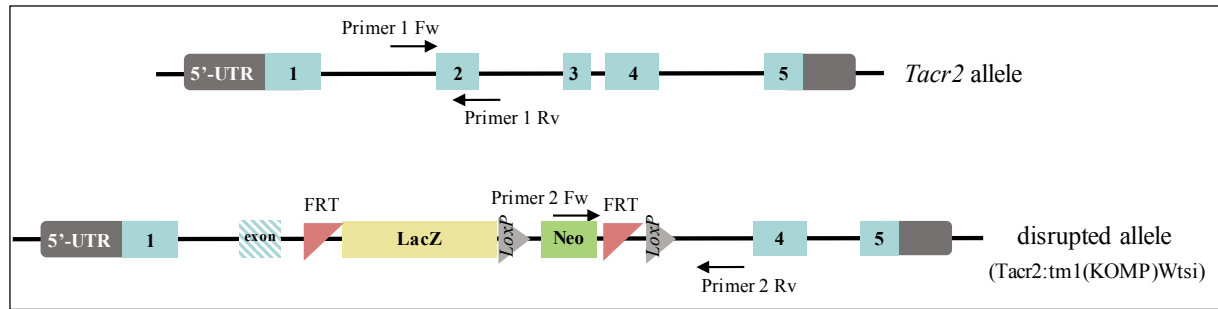 Primer 1 Fw
5'-UTR 1 2 3 4 5 Tacr2 allele
Primer 1 Rv
FRT Primer 2 Fw FRT
5'-UTR 1 exon LacZ LoxP Neo LoxP 4 5 disrupted allele
(Tacr2:tm1(KOMP)Wtsi)
Primer 2 Rv